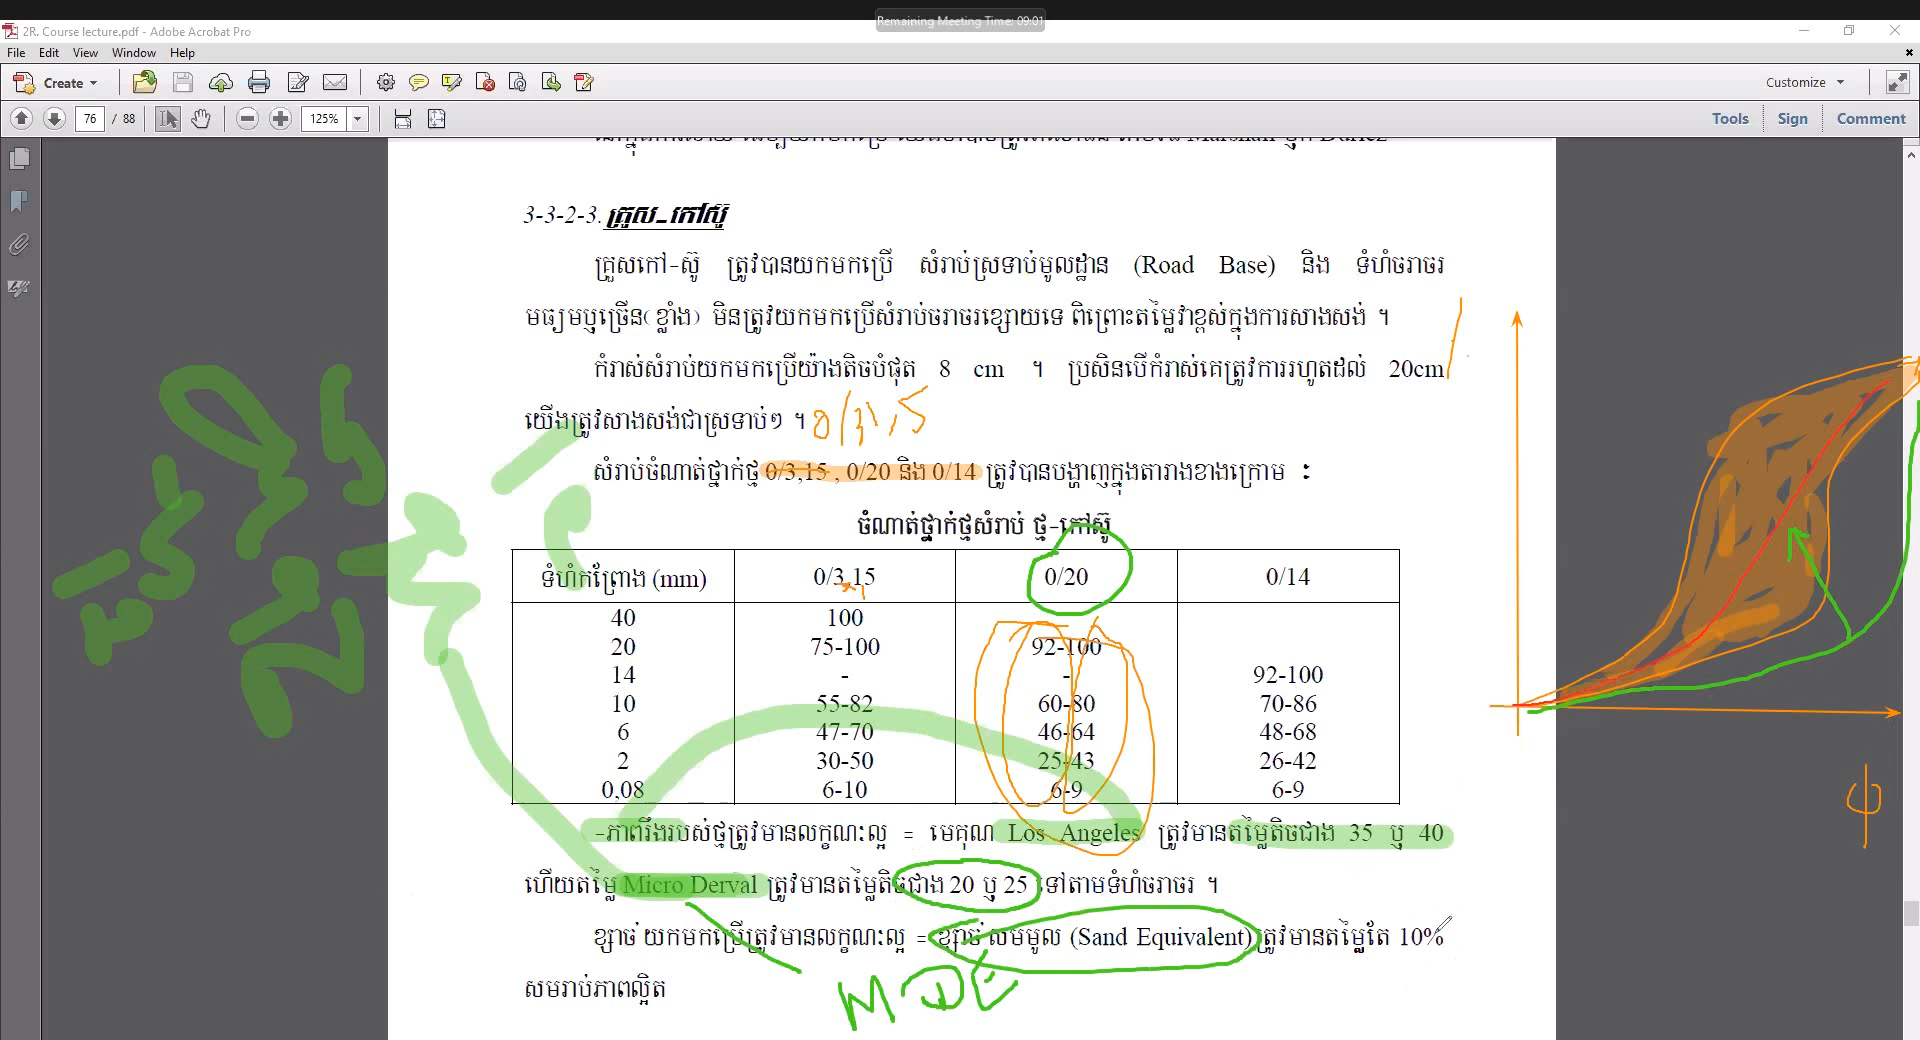 Remaining Meeting Time: 09:01
2R. Course lecture.pdf - Adobe Acrobat Pro
File Edit View Window Help
Create Customize
76 / 88 125% Tools Sign Comment
3-3-2-3. គ្រួស-កៅស៊ូ
គ្រួសកៅ-ស៊ូ ត្រូវបានយកមកប្រើ សំរាប់ស្រទាប់មូលដ្ឋាន (Road Base) និង ទំហំចរាចរ
មធ្យមឬច្រើន(ខ្លាំង) មិនត្រូវយកមកប្រើសំរាប់ចរាចរខ្សោយទេ ពីព្រោះតម្លៃវាខ្ពស់ក្នុងការសាងសង់ ។
កំរាស់សំរាប់យកមកប្រើយ៉ាងតិចបំផុត 8 cm ។ ប្រសិនបើកំរាស់គេត្រូវការរហូតដល់ 20cm
យើងត្រូវសាងសង់ជាស្រទាប់ៗ ។ 0/31,5
សំរាប់ចំណាត់ថ្នាក់ថ្ម 0/3,15 , 0/20 និង 0/14 ត្រូវបានបង្ហាញក្នុងតារាងខាងក្រោម ៖
ចំណាត់ថ្នាក់ថ្មសំរាប់ ថ្ម-កៅស៊ូ
ទំហំកព្រោង (mm) 0/3,15 0/20 0/14
40 100
20 75-100 92-100
14 - - 92-100
10 55-82 60-80 70-86
6 47-70 46-64 48-68
2 30-50 25-43 26-42
0,08 6-10 6-9 6-9
-ភាពរឹងរបស់ថ្មត្រូវមានលក្ខណៈល្អ = មេគុណ Los Angeles ត្រូវមានតម្លៃតិចជាង 35 ឬ 40
ហើយតម្លៃ Micro Derval ត្រូវមានតម្លៃតិចជាង 20 ឬ 25 ទៅតាមទំហំចរាចរ ។
ខ្សាច់ យកមកប្រើត្រូវមានលក្ខណៈល្អ = ខ្សាច់ សមមូល (Sand Equivalent) ត្រូវមានតម្លៃតែ 10%
សមរាប់ភាពល្អិត
MDE